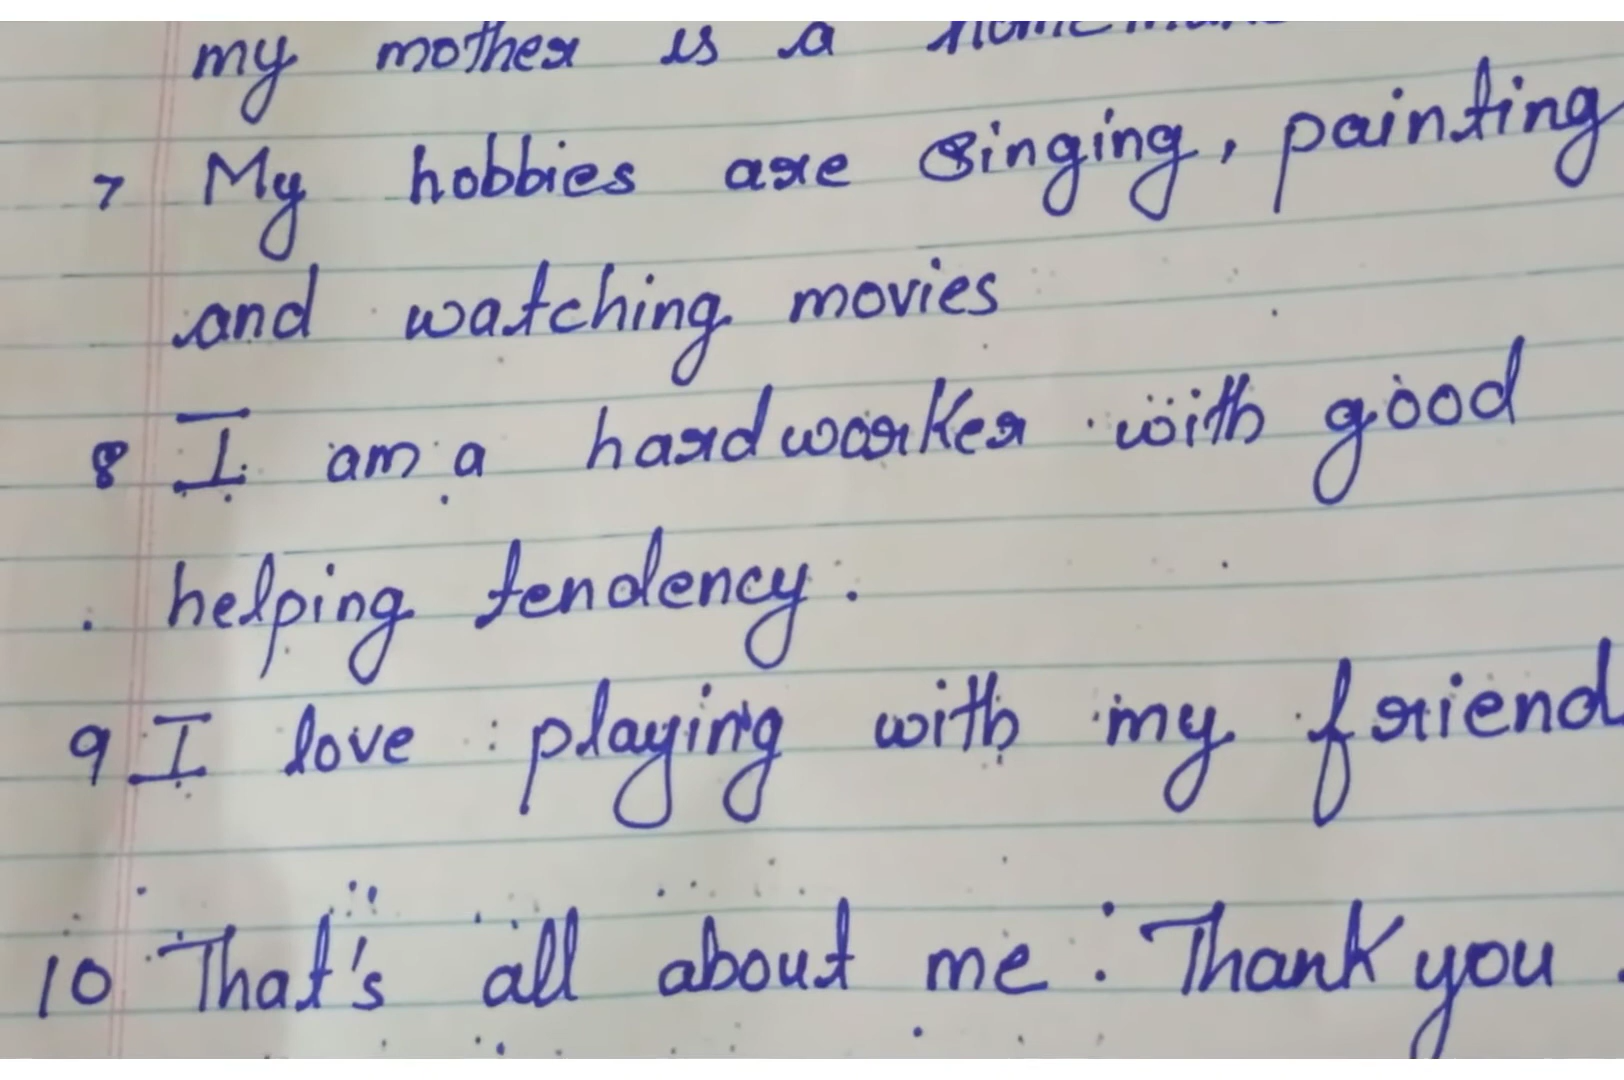 my mother is a
7 My hobbies are singing, painting
and watching movies
8 I am a hardworker with good
helping tendency.
9 I love playing with my friend
10 That's all about me. Thank you.